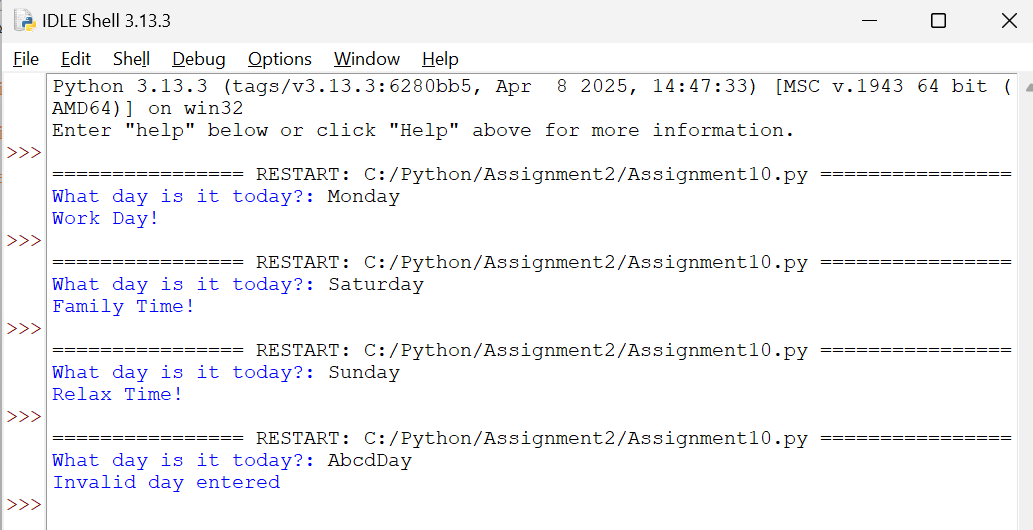 IDLE Shell 3.13.3
File Edit Shell Debug Options Window Help
Python 3.13.3 (tags/v3.13.3:6280bb5, Apr  8 2025, 14:47:33) [MSC v.1943 64 bit (
AMD64)] on win32
Enter "help" below or click "Help" above for more information.
>>>
================ RESTART: C:/Python/Assignment2/Assignment10.py ================
What day is it today?: Monday
Work Day!
>>>
================ RESTART: C:/Python/Assignment2/Assignment10.py ================
What day is it today?: Saturday
Family Time!
>>>
================ RESTART: C:/Python/Assignment2/Assignment10.py ================
What day is it today?: Sunday
Relax Time!
>>>
================ RESTART: C:/Python/Assignment2/Assignment10.py ================
What day is it today?: AbcdDay
Invalid day entered
>>>